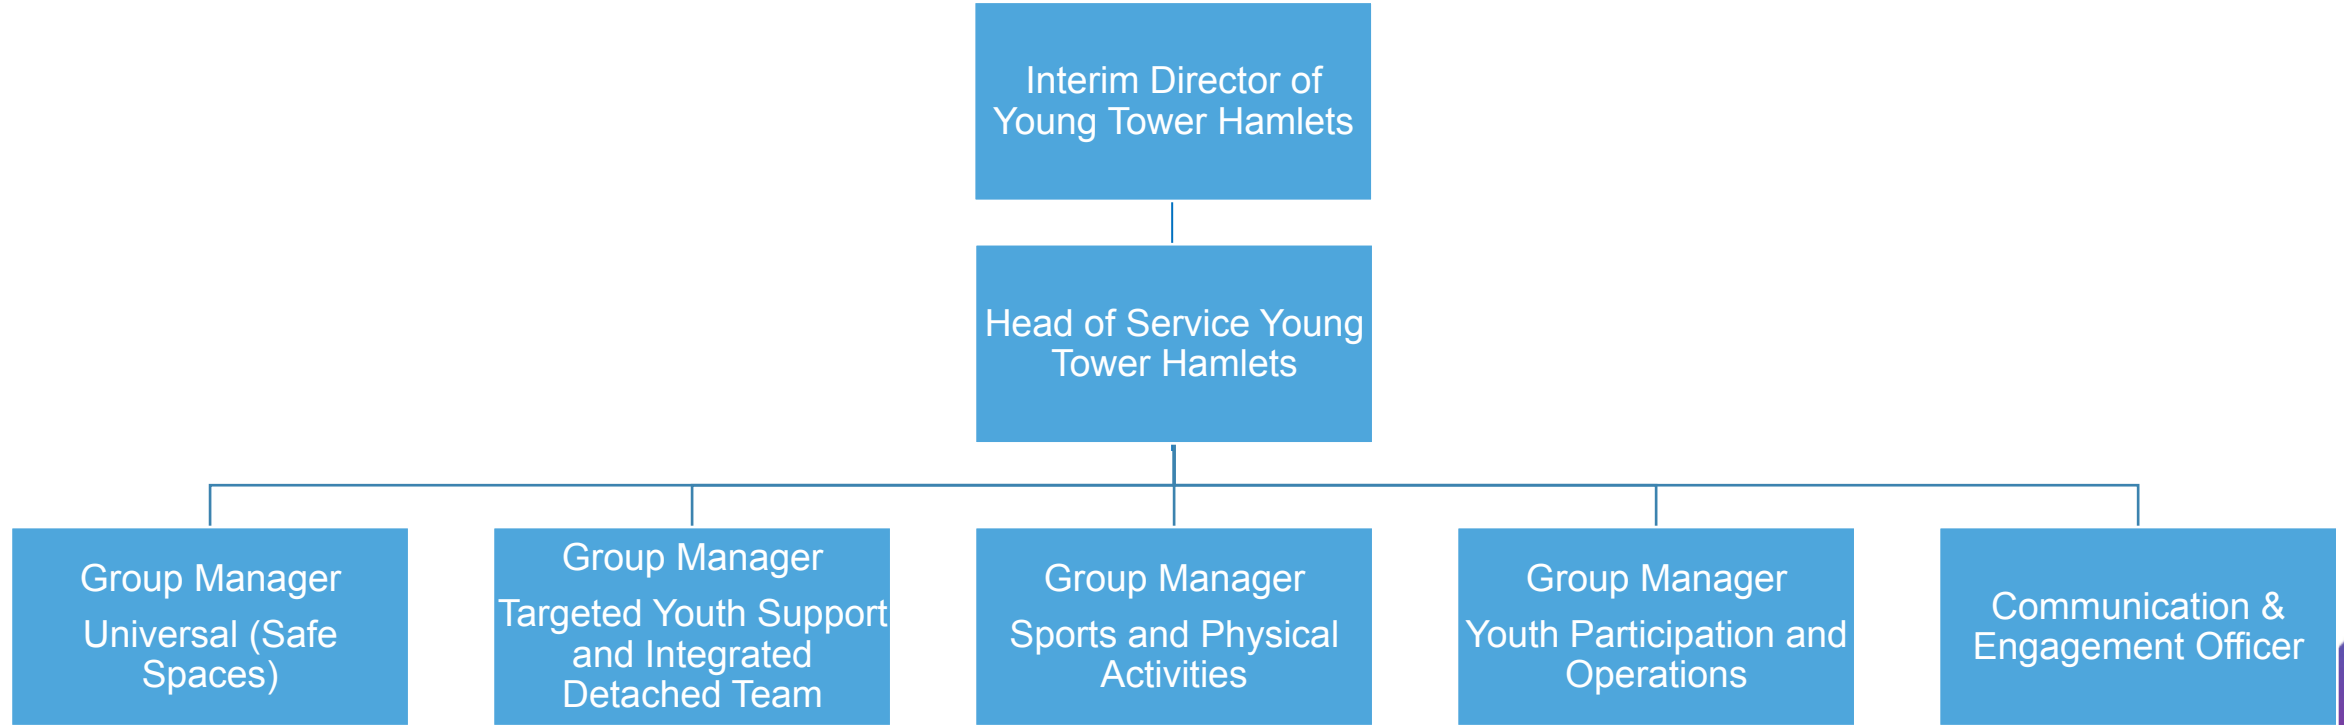 Interim Director of
Young Tower Hamlets
Head of Service Young
Tower Hamlets
Group Manager
Universal (Safe
Spaces)
Group Manager
Targeted Youth Support
and Integrated
Detached Team
Group Manager
Sports and Physical
Activities
Group Manager
Youth Participation and
Operations
Communication &
Engagement Officer